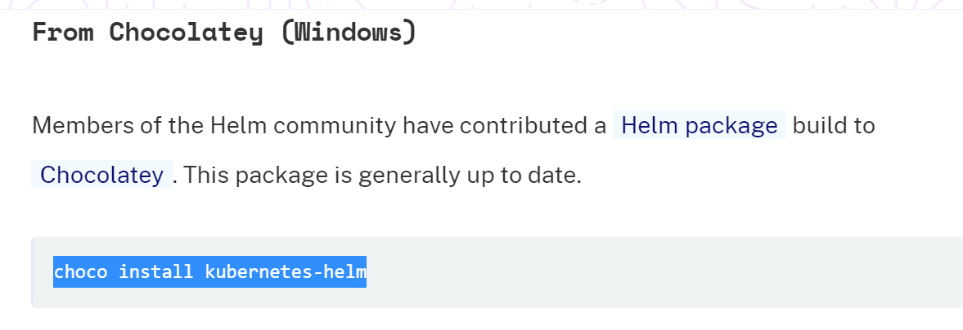 From Chocolatey (Windows)
Members of the Helm community have contributed a Helm package build to
Chocolatey . This package is generally up to date.
choco install kubernetes-helm